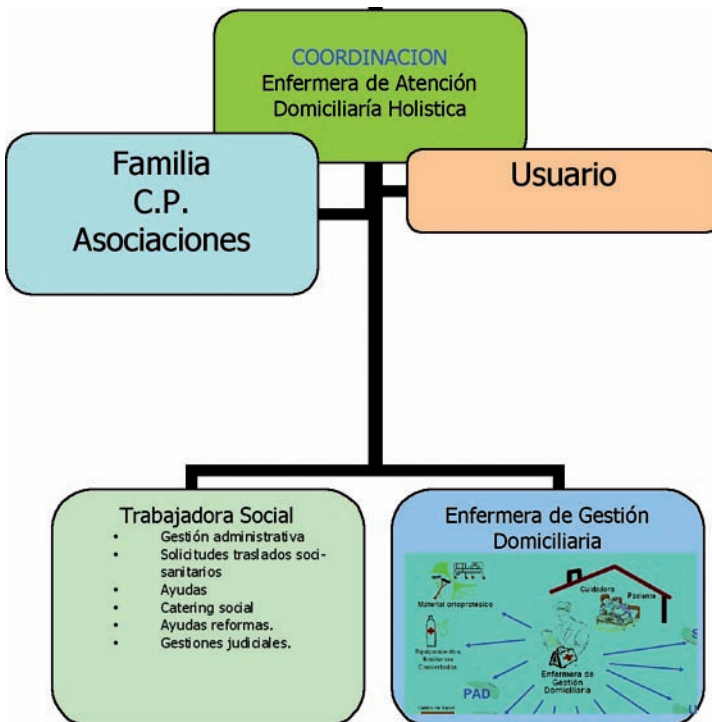 COORDINACION
Enfermera de Atención
Domiciliaría Holistica
Familia
C.P.
Asociaciones
Usuario
Trabajadora Social
• Gestión administrativa
• Solicitudes traslados soci-
sanitarios
• Ayudas
• Catering social
• Ayudas reformas.
• Gestiones judiciales.
Enfermera de Gestión
Domiciliaria
Cuidadora
Paciente
Material ortoprotésico
Enfermera de
Gestión
Domiciliaria
PAD